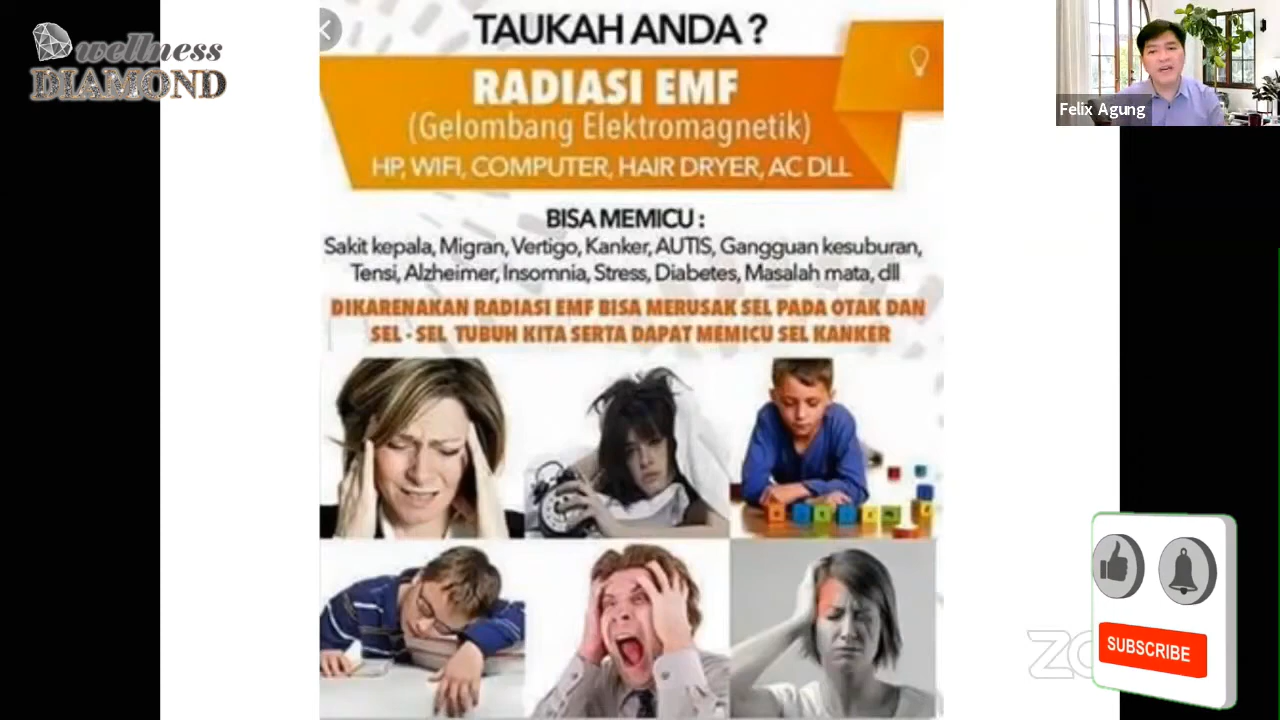 wellness
DIAMOND
TAUKAH ANDA ?
RADIASI EMF
(Gelombang Elektromagnetik)
HP, WIFI, COMPUTER, HAIR DRYER, AC DLL
BISA MEMICU :
Sakit kepala, Migran, Vertigo, Kanker, AUTIS, Gangguan kesuburan,
Tensi, Alzheimer, Insomnia, Stress, Diabetes, Masalah mata, dll
DIKARENAKAN RADIASI EMF BISA MERUSAK SEL PADA OTAK DAN
SEL - SEL TUBUH KITA SERTA DAPAT MEMICU SEL KANKER
Felix Agung
SUBSCRIBE